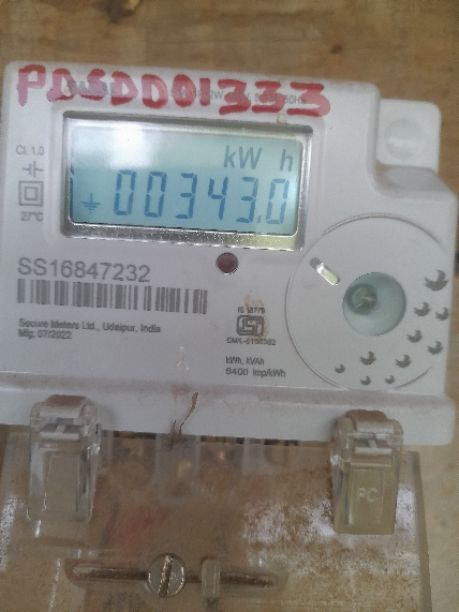 PDSDD01333
kW h
00343.0
Cl. 1.0
27°C
SS16847232
Secure Meters Ltd., Udaipur, India
Mfg. 07/2022
kWh, kVAh
6400 imp/kWh
PC